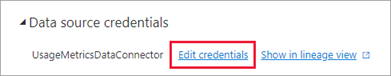 Data source credentials
UsageMetricsDataConnector Edit credentials Show in lineage view